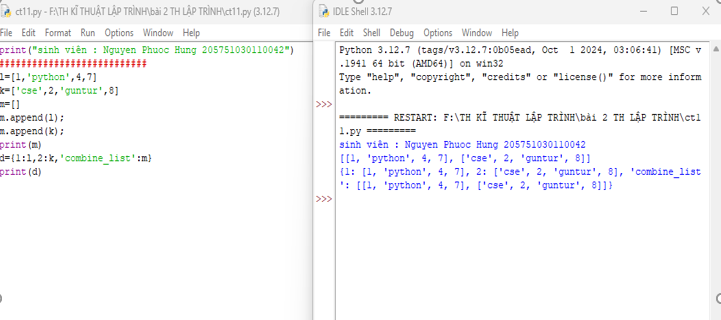 ct11.py - F:\TH KĨ THUẬT LẬP TRÌNH\bài 2 TH LẬP TRÌNH\ct11.py (3.12.7)
File Edit Format Run Options Window Help
print("sinh viên : Nguyen Phuoc Hung 205751030110042")
###########################
l=[1,'python',4,7]
k=['cse',2,'guntur',8]
m=[]
m.append(l);
m.append(k);
print(m)
d={1:l,2:k,'combine_list':m}
print(d)
IDLE Shell 3.12.7
File Edit Shell Debug Options Window Help
Python 3.12.7 (tags/v3.12.7:0b05ead, Oct  1 2024, 03:06:41) [MSC v
.1941 64 bit (AMD64)] on win32
Type "help", "copyright", "credits" or "license()" for more inform
ation.
>>>
========= RESTART: F:\TH KĨ THUẬT LẬP TRÌNH\bài 2 TH LẬP TRÌNH\ct1
1.py =========
sinh viên : Nguyen Phuoc Hung 205751030110042
[[1, 'python', 4, 7], ['cse', 2, 'guntur', 8]]
{1: [1, 'python', 4, 7], 2: ['cse', 2, 'guntur', 8], 'combine_list
': [[1, 'python', 4, 7], ['cse', 2, 'guntur', 8]]}
>>>